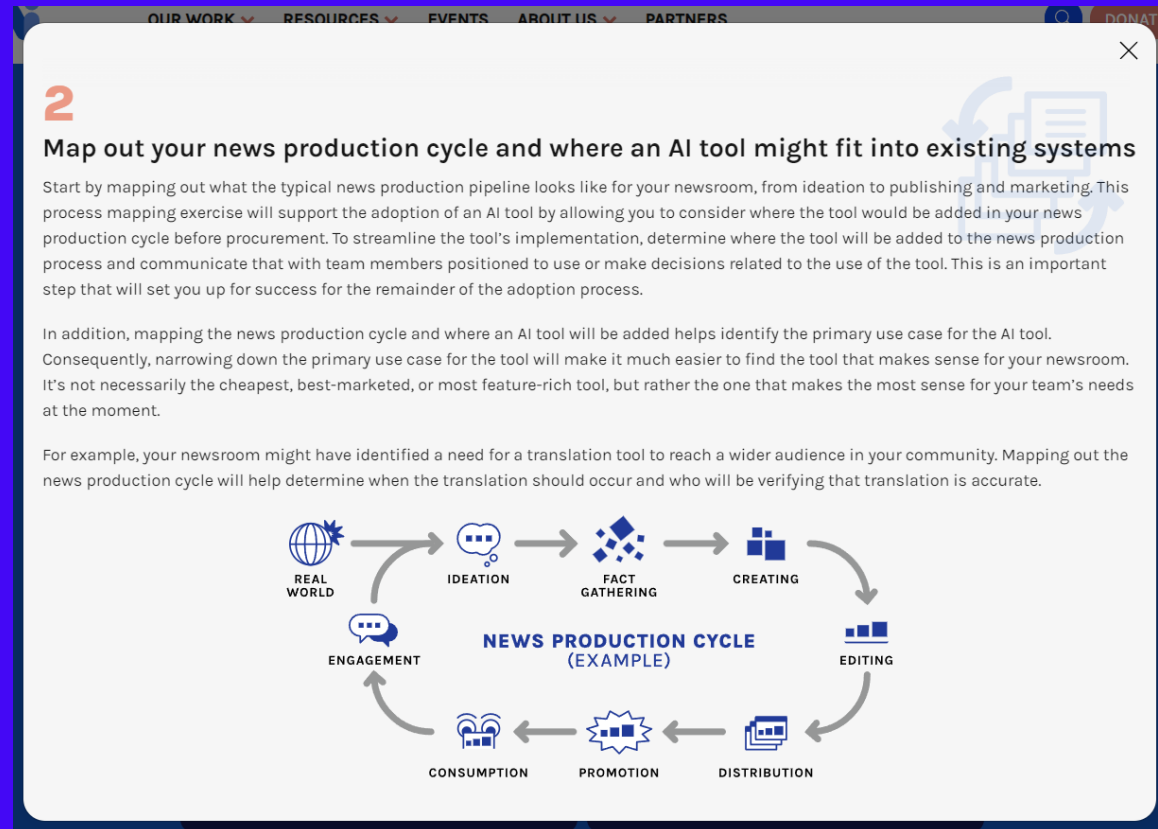 OUR WORK RESOURCES EVENTS ABOUT US PARTNERS DONAT
2
Map out your news production cycle and where an AI tool might fit into existing systems
Start by mapping out what the typical news production pipeline looks like for your newsroom, from ideation to publishing and marketing. This
process mapping exercise will support the adoption of an AI tool by allowing you to consider where the tool would be added in your news
production cycle before procurement. To streamline the tool's implementation, determine where the tool will be added to the news production
process and communicate that with team members positioned to use or make decisions related to the use of the tool. This is an important
step that will set you up for success for the remainder of the adoption process.
In addition, mapping the news production cycle and where an AI tool will be added helps identify the primary use case for the AI tool.
Consequently, narrowing down the primary use case for the tool will make it much easier to find the tool that makes sense for your newsroom.
It's not necessarily the cheapest, best-marketed, or most feature-rich tool, but rather the one that makes the most sense for your team's needs
at the moment.
For example, your newsroom might have identified a need for a translation tool to reach a wider audience in your community. Mapping out the
news production cycle will help determine when the translation should occur and who will be verifying that translation is accurate.
REAL
WORLD
IDEATION
FACT
GATHERING
CREATING
ENGAGEMENT
NEWS PRODUCTION CYCLE
(EXAMPLE)
EDITING
CONSUMPTION
PROMOTION
DISTRIBUTION